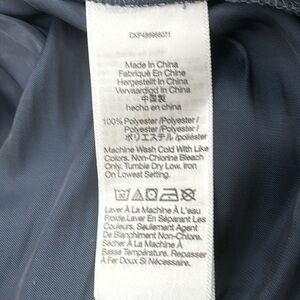 CKP486966071
Made In China
Fabriqué En Chine
Hergestellt In China
Vervaardigd In China
中国製
hecho en china
100% Polyester/Polyester/
Polyester/Polyester/
ポリエステル/poliéster
Machine Wash Cold With Like
Colors. Non-Chlorine Bleach
Only. Tumble Dry Low. Iron
On Lowest Setting.
Laver À La Machine À L'eau
Froide.Laver En Séparant Les
Couleurs. Seulement Agent
De Blanchiment Non-Chloré.
Sécher À La Machine À
Basse Température. Repasser
À Fer Doux Si Nécessaire.